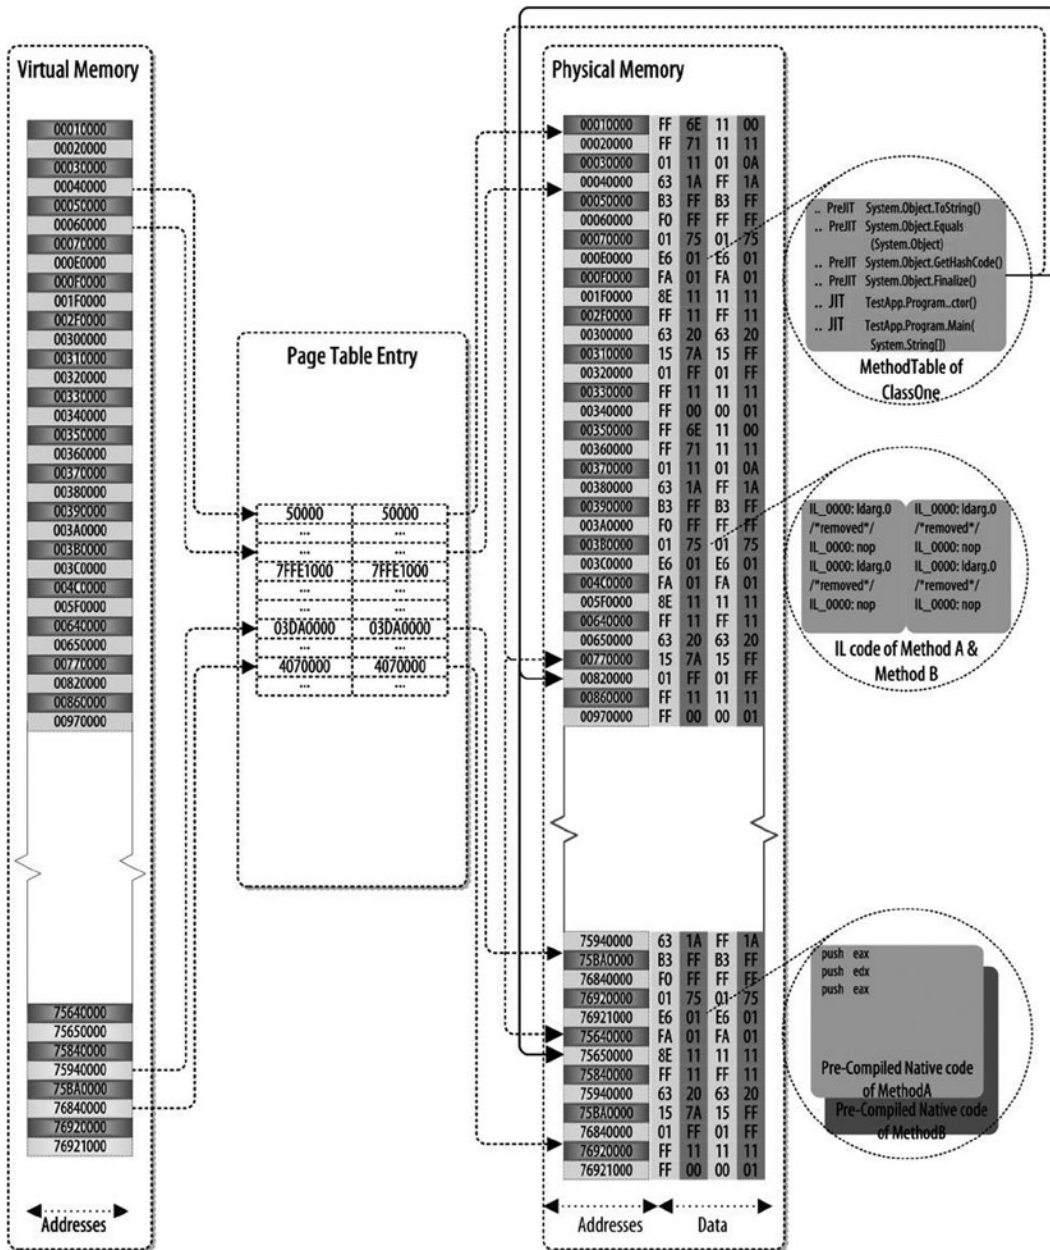 Virtual Memory
00010000
00020000
00030000
00040000
00050000
00060000
00070000
000E0000
000F0000
001F0000
002F0000
00300000
00310000
00320000
00330000
00340000
00350000
00360000
00370000
00380000
00390000
003A0000
003B0000
003C0000
004C0000
005F0000
00640000
00650000
00770000
00820000
00860000
00970000
75640000
75650000
75840000
75940000
75BA0000
76840000
76920000
76921000
Addresses
Page Table Entry
50000 50000
... ...
... ...
7FFE1000 7FFE1000
... ...
... ...
03DA0000 03DA0000
... ...
4070000 4070000
... ...
Physical Memory
00010000 FF 6E 11 00
00020000 FF 71 11 11
00030000 01 11 01 0A
00040000 63 1A FF 1A
00050000 B3 FF B3 FF
00060000 F0 FF FF FF
00070000 01 75 01 75
000E0000 E6 01 E6 01
000F0000 FA 01 FA 01
001F0000 8E 11 11 11
002F0000 FF 11 FF 11
00300000 63 20 63 20
00310000 15 7A 15 FF
00320000 01 FF 01 FF
00330000 FF 11 11 11
00340000 FF 00 00 01
00350000 FF 6E 11 00
00360000 FF 71 11 11
00370000 01 11 01 0A
00380000 63 1A FF 1A
00390000 B3 FF B3 FF
003A0000 F0 FF FF FF
003B0000 01 75 01 75
003C0000 E6 01 E6 01
004C0000 FA 01 FA 01
005F0000 8E 11 11 11
00640000 FF 11 FF 11
00650000 63 20 63 20
00770000 15 7A 15 FF
00820000 01 FF 01 FF
00860000 FF 11 11 11
00970000 FF 00 00 01
75940000 63 1A FF 1A
75BA0000 B3 FF B3 FF
76840000 F0 FF FF FF
76920000 01 75 01 75
76921000 E6 01 E6 01
75640000 FA 01 FA 01
75650000 8E 11 11 11
75840000 FF 11 FF 11
75940000 63 20 63 20
75BA0000 15 7A 15 FF
76840000 01 FF 01 FF
76920000 FF 11 11 11
76921000 FF 00 00 01
Addresses Data
.. PreJIT System.Object.ToString()
.. PreJIT System.Object.Equals
(System.Object)
.. PreJIT System.Object.GetHashCode()
.. PreJIT System.Object.Finalize()
.. JIT TestApp.Program..ctor()
.. JIT TestApp.Program.Main(
System.String[])
MethodTable of
ClassOne
IL_0000: ldarg.0 IL_0000: ldarg.0
/*removed*/ /*removed*/
IL_0000: nop IL_0000: nop
IL_0000: ldarg.0 IL_0000: ldarg.0
/*removed*/ /*removed*/
IL_0000: nop IL_0000: nop
IL code of Method A &
Method B
push eax
push edx
push eax
Pre-Compiled Native code
of MethodA
Pre-Compiled Native code
of MethodB